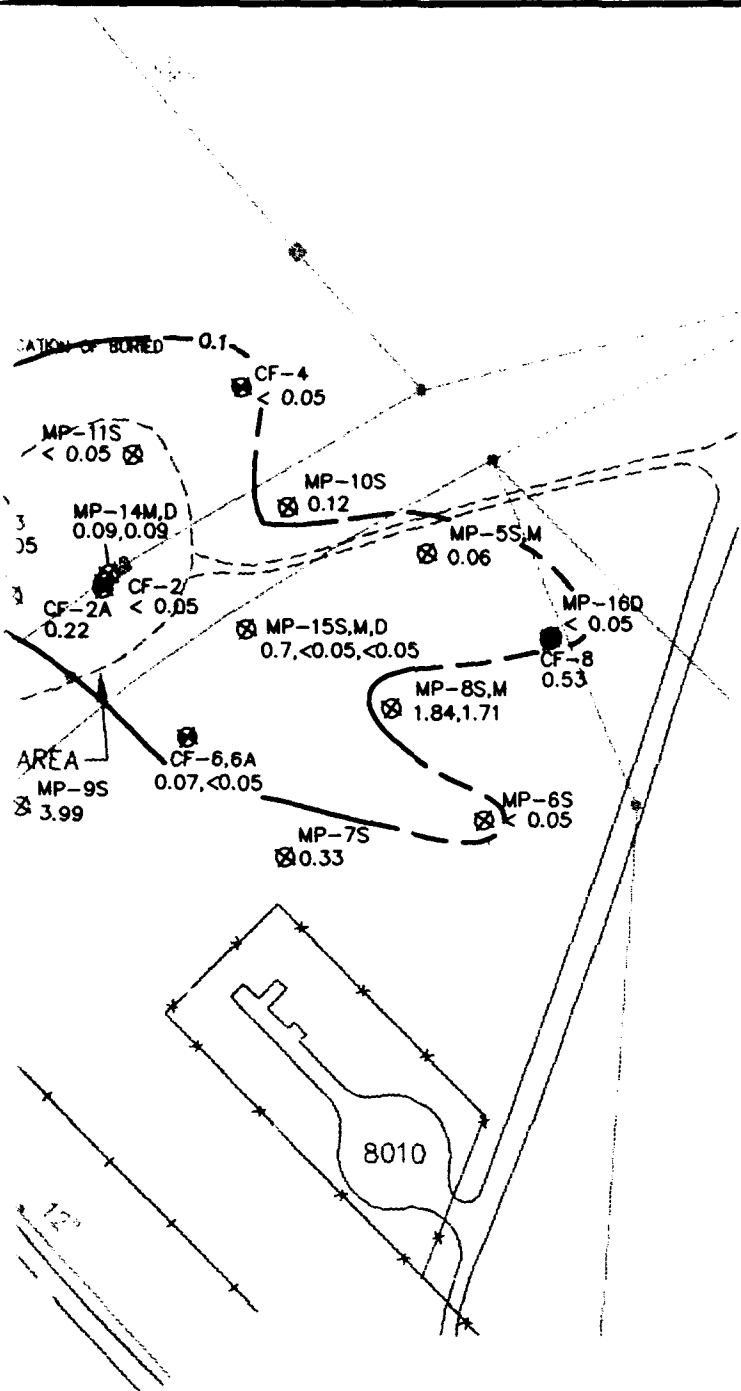 CATION OF BURIED
0.1
CF-4
< 0.05
MP-11S
< 0.05
MP-10S
0.12
MP-14M,D
0.09,0.09
MP-5S,M
0.06
3
05
CF-2
< 0.05
CF-2A
0.22
MP-16D
< 0.05
MP-15S,M,D
0.7,<0.05,<0.05
CF-8
0.53
MP-8S,M
1.84,1.71
AREA
CF-6,6A
0.07,<0.05
MP-9S
3.99
MP-6S
< 0.05
MP-7S
0.33
8010
12"